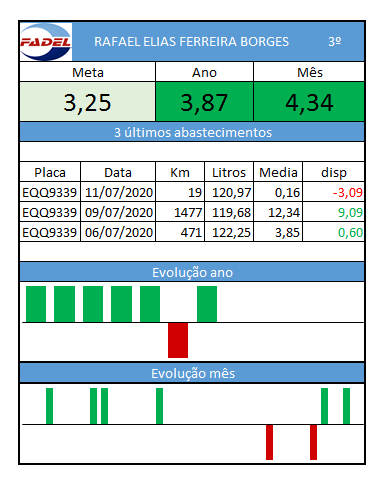 FADEL
RAFAEL ELIAS FERREIRA BORGES 3º
Meta Ano Mês
3,25 3,87 4,34
3 últimos abastecimentos
Placa Data Km Litros Media disp
EQQ9339 11/07/2020 19 120,97 0,16 -3,09
EQQ9339 09/07/2020 1477 119,68 12,34 9,09
EQQ9339 06/07/2020 471 122,25 3,85 0,60
Evolução ano
Evolução mês